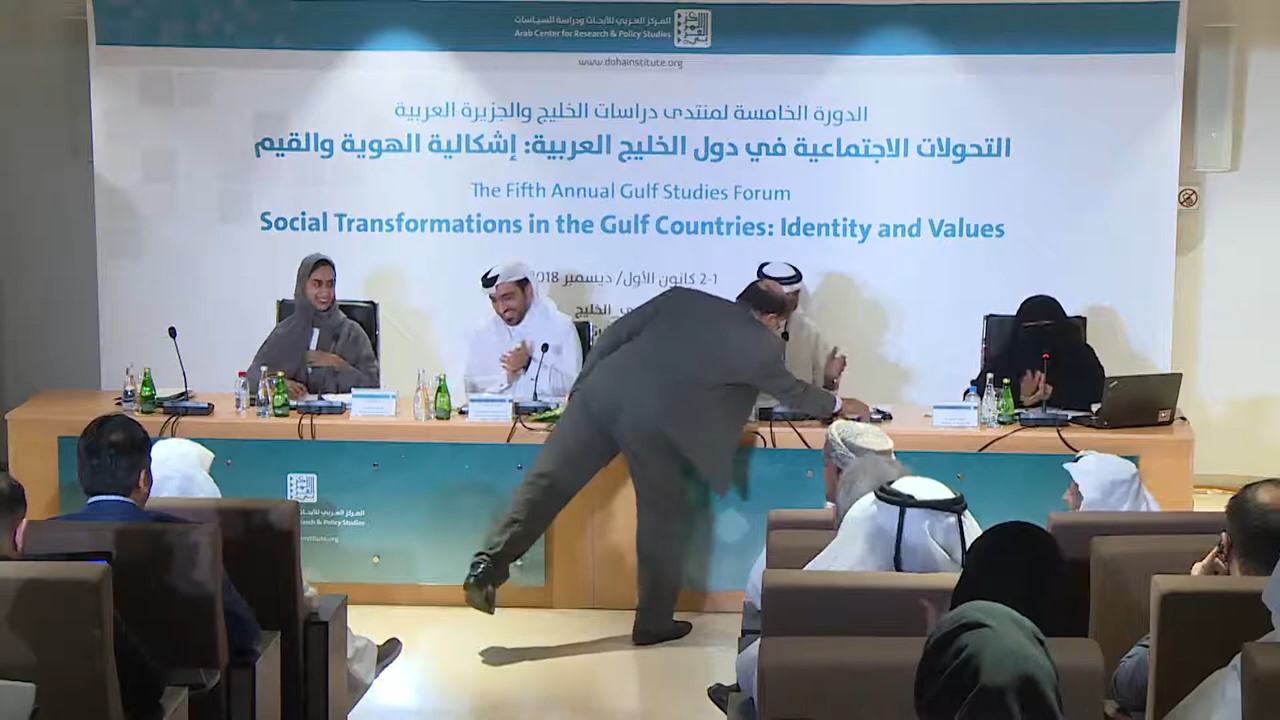 المركز العربي للأبحاث ودراسة السياسات
Arab Center for Research & Policy Studies
www.dohainstitute.org
الدورة الخامسة لمنتدى دراسات الخليج والجزيرة العربية
التحولات الاجتماعية في دول الخليج العربية: إشكالية الهوية والقيم
The Fifth Annual Gulf Studies Forum
Social Transformations in the Gulf Countries: Identity and Values
1-2 كانون الأول/ ديسمبر 2018
الخليج
المركز العربي للأبحاث
& Policy Studies